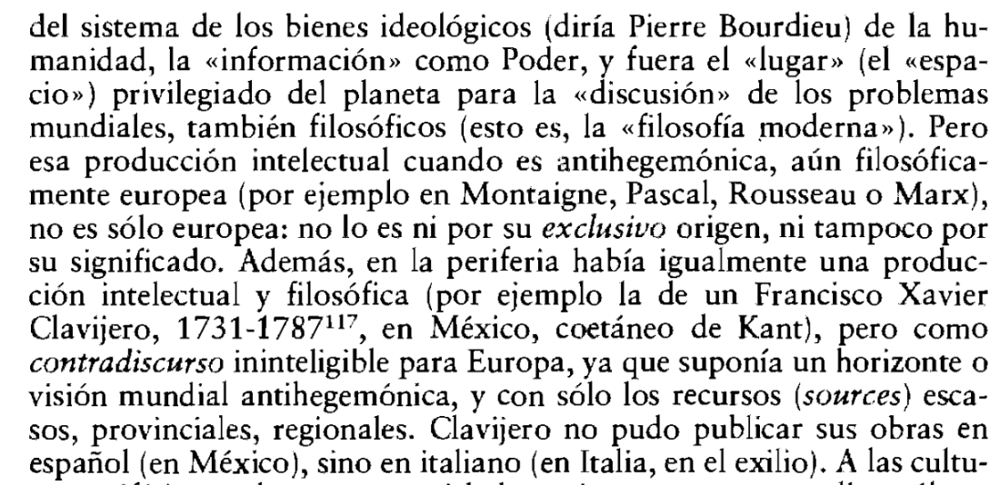 del sistema de los bienes ideológicos (diría Pierre Bourdieu) de la hu-
manidad, la «información» como Poder, y fuera el «lugar» (el «espa-
cio») privilegiado del planeta para la «discusión» de los problemas
mundiales, también filosóficos (esto es, la «filosofía moderna»). Pero
esa producción intelectual cuando es antihegemónica, aún filosófica-
mente europea (por ejemplo en Montaigne, Pascal, Rousseau o Marx),
no es sólo europea: no lo es ni por su exclusivo origen, ni tampoco por
su significado. Además, en la periferia había igualmente una produc-
ción intelectual y filosófica (por ejemplo la de un Francisco Xavier
Clavijero, 1731-1787¹¹⁷, en México, coetáneo de Kant), pero como
contradiscurso ininteligible para Europa, ya que suponía un horizonte o
visión mundial antihegemónica, y con sólo los recursos (sources) esca-
sos, provinciales, regionales. Clavijero no pudo publicar sus obras en
español (en México), sino en italiano (en Italia, en el exilio). A las cultu-